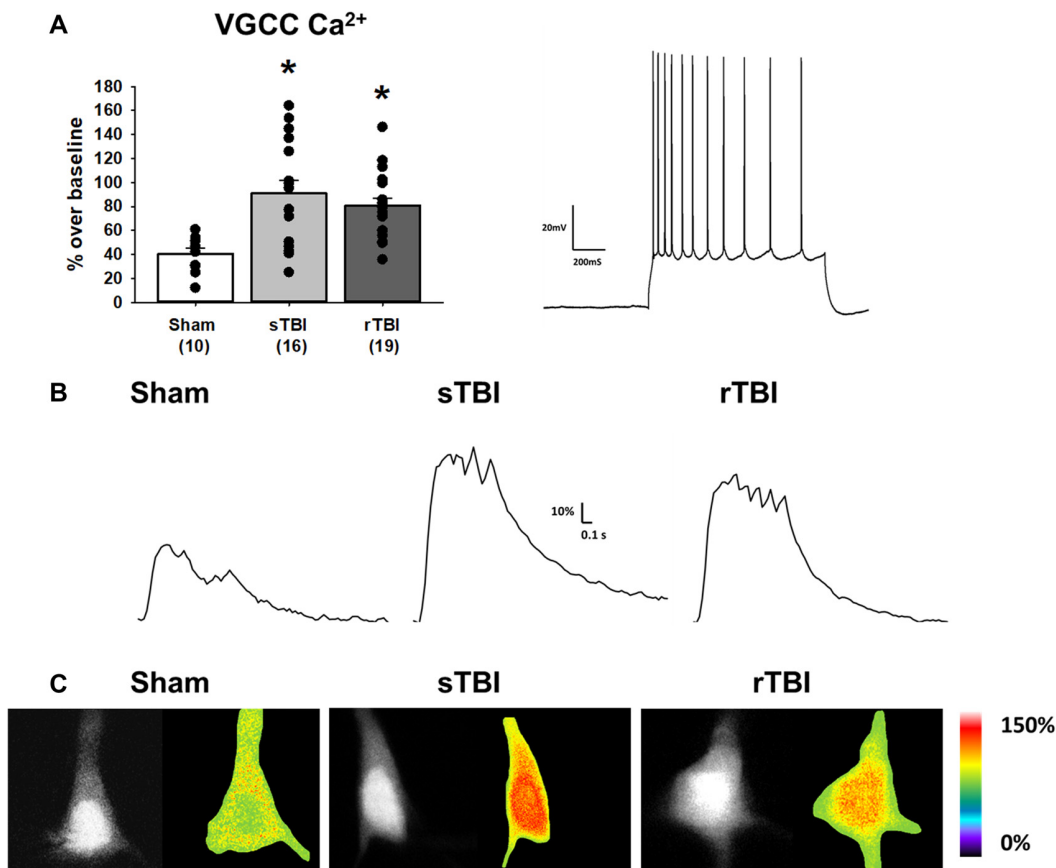 A
VGCC Ca²⁺
% over baseline
180
160
140
120
100
80
60
40
20
0
*
*
Sham
(10)
sTBI
(16)
rTBI
(19)
20mV
200mS
B
Sham
sTBI
rTBI
10%
0.1 s
C
Sham
sTBI
rTBI
150%
0%